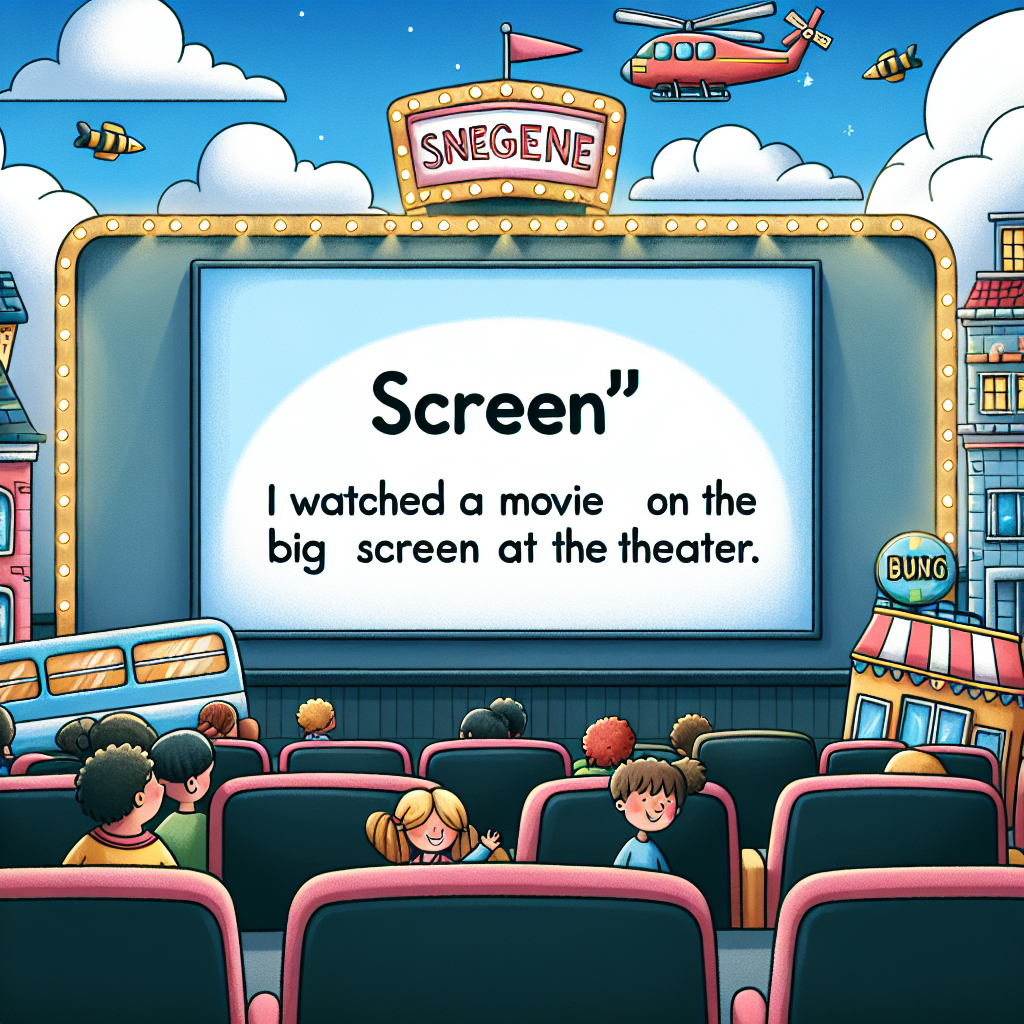 SNEGENE
Screen”
I watched a movie on the
big screen at the theater.
BUNG